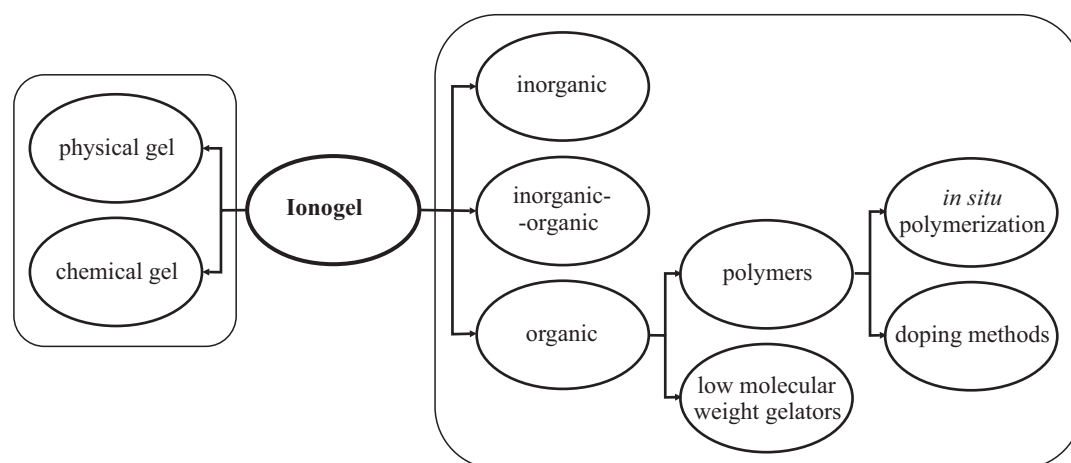 physical gel
chemical gel
Ionogel
inorganic
inorganic-
-organic
organic
polymers
low molecular
weight gelators
in situ
polymerization
doping methods